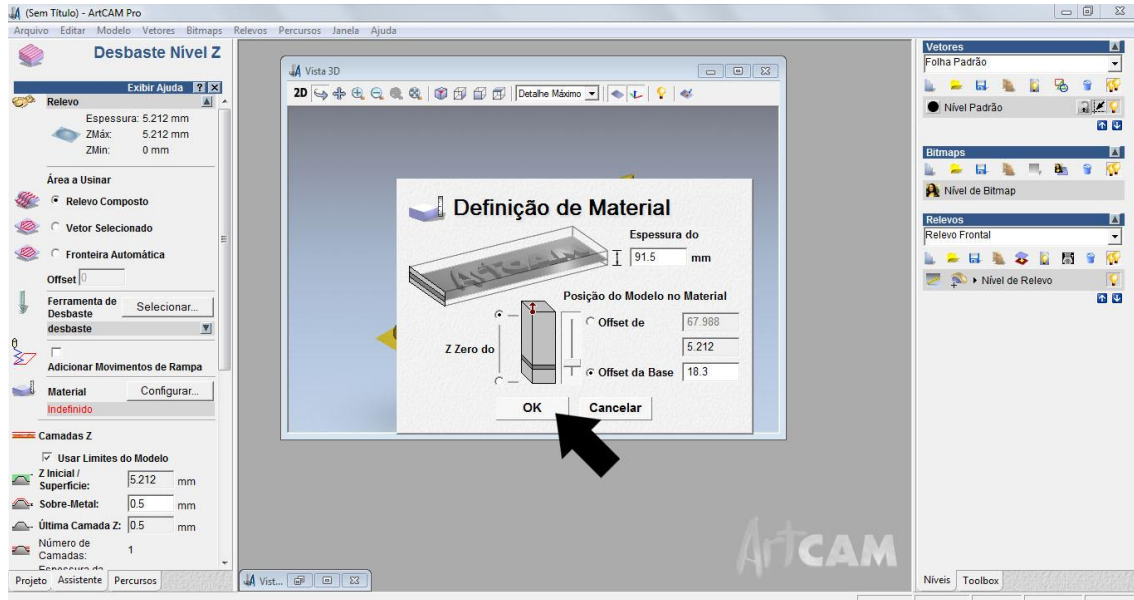 (Sem Título) - ArtCAM Pro
Arquivo Editar Modelo Vetores Bitmaps Relevos Percursos Janela Ajuda
Desbaste Nível Z
Exibir Ajuda ? X
Relevo
Espessura: 5.212 mm
ZMáx: 5.212 mm
ZMin: 0 mm
Área a Usinar
Relevo Composto
Vetor Selecionado
Fronteira Automática
Offset 0
Ferramenta de Desbaste Selecionar...
desbaste
Adicionar Movimentos de Rampa
Material Configurar...
Indefinido
Camadas Z
Usar Limites do Modelo
Z Inicial / Superfície: 5.212 mm
Sobre-Metal: 0.5 mm
Última Camada Z: 0.5 mm
Número de Camadas: 1
Espessura da
Projeto Assistente Percursos
Vista 3D
2D Detalhe Máximo
Definição de Material
Espessura do
91.5 mm
ArtCAM
Posição do Modelo no Material
Offset de 67.988
Z Zero do
5.212
Offset da Base 18.3
OK Cancelar
ArtCAM
Vist...
Vetores
Folha Padrão
Nível Padrão
Bitmaps
Nível de Bitmap
Relevos
Relevo Frontal
Nível de Relevo
Níveis Toolbox